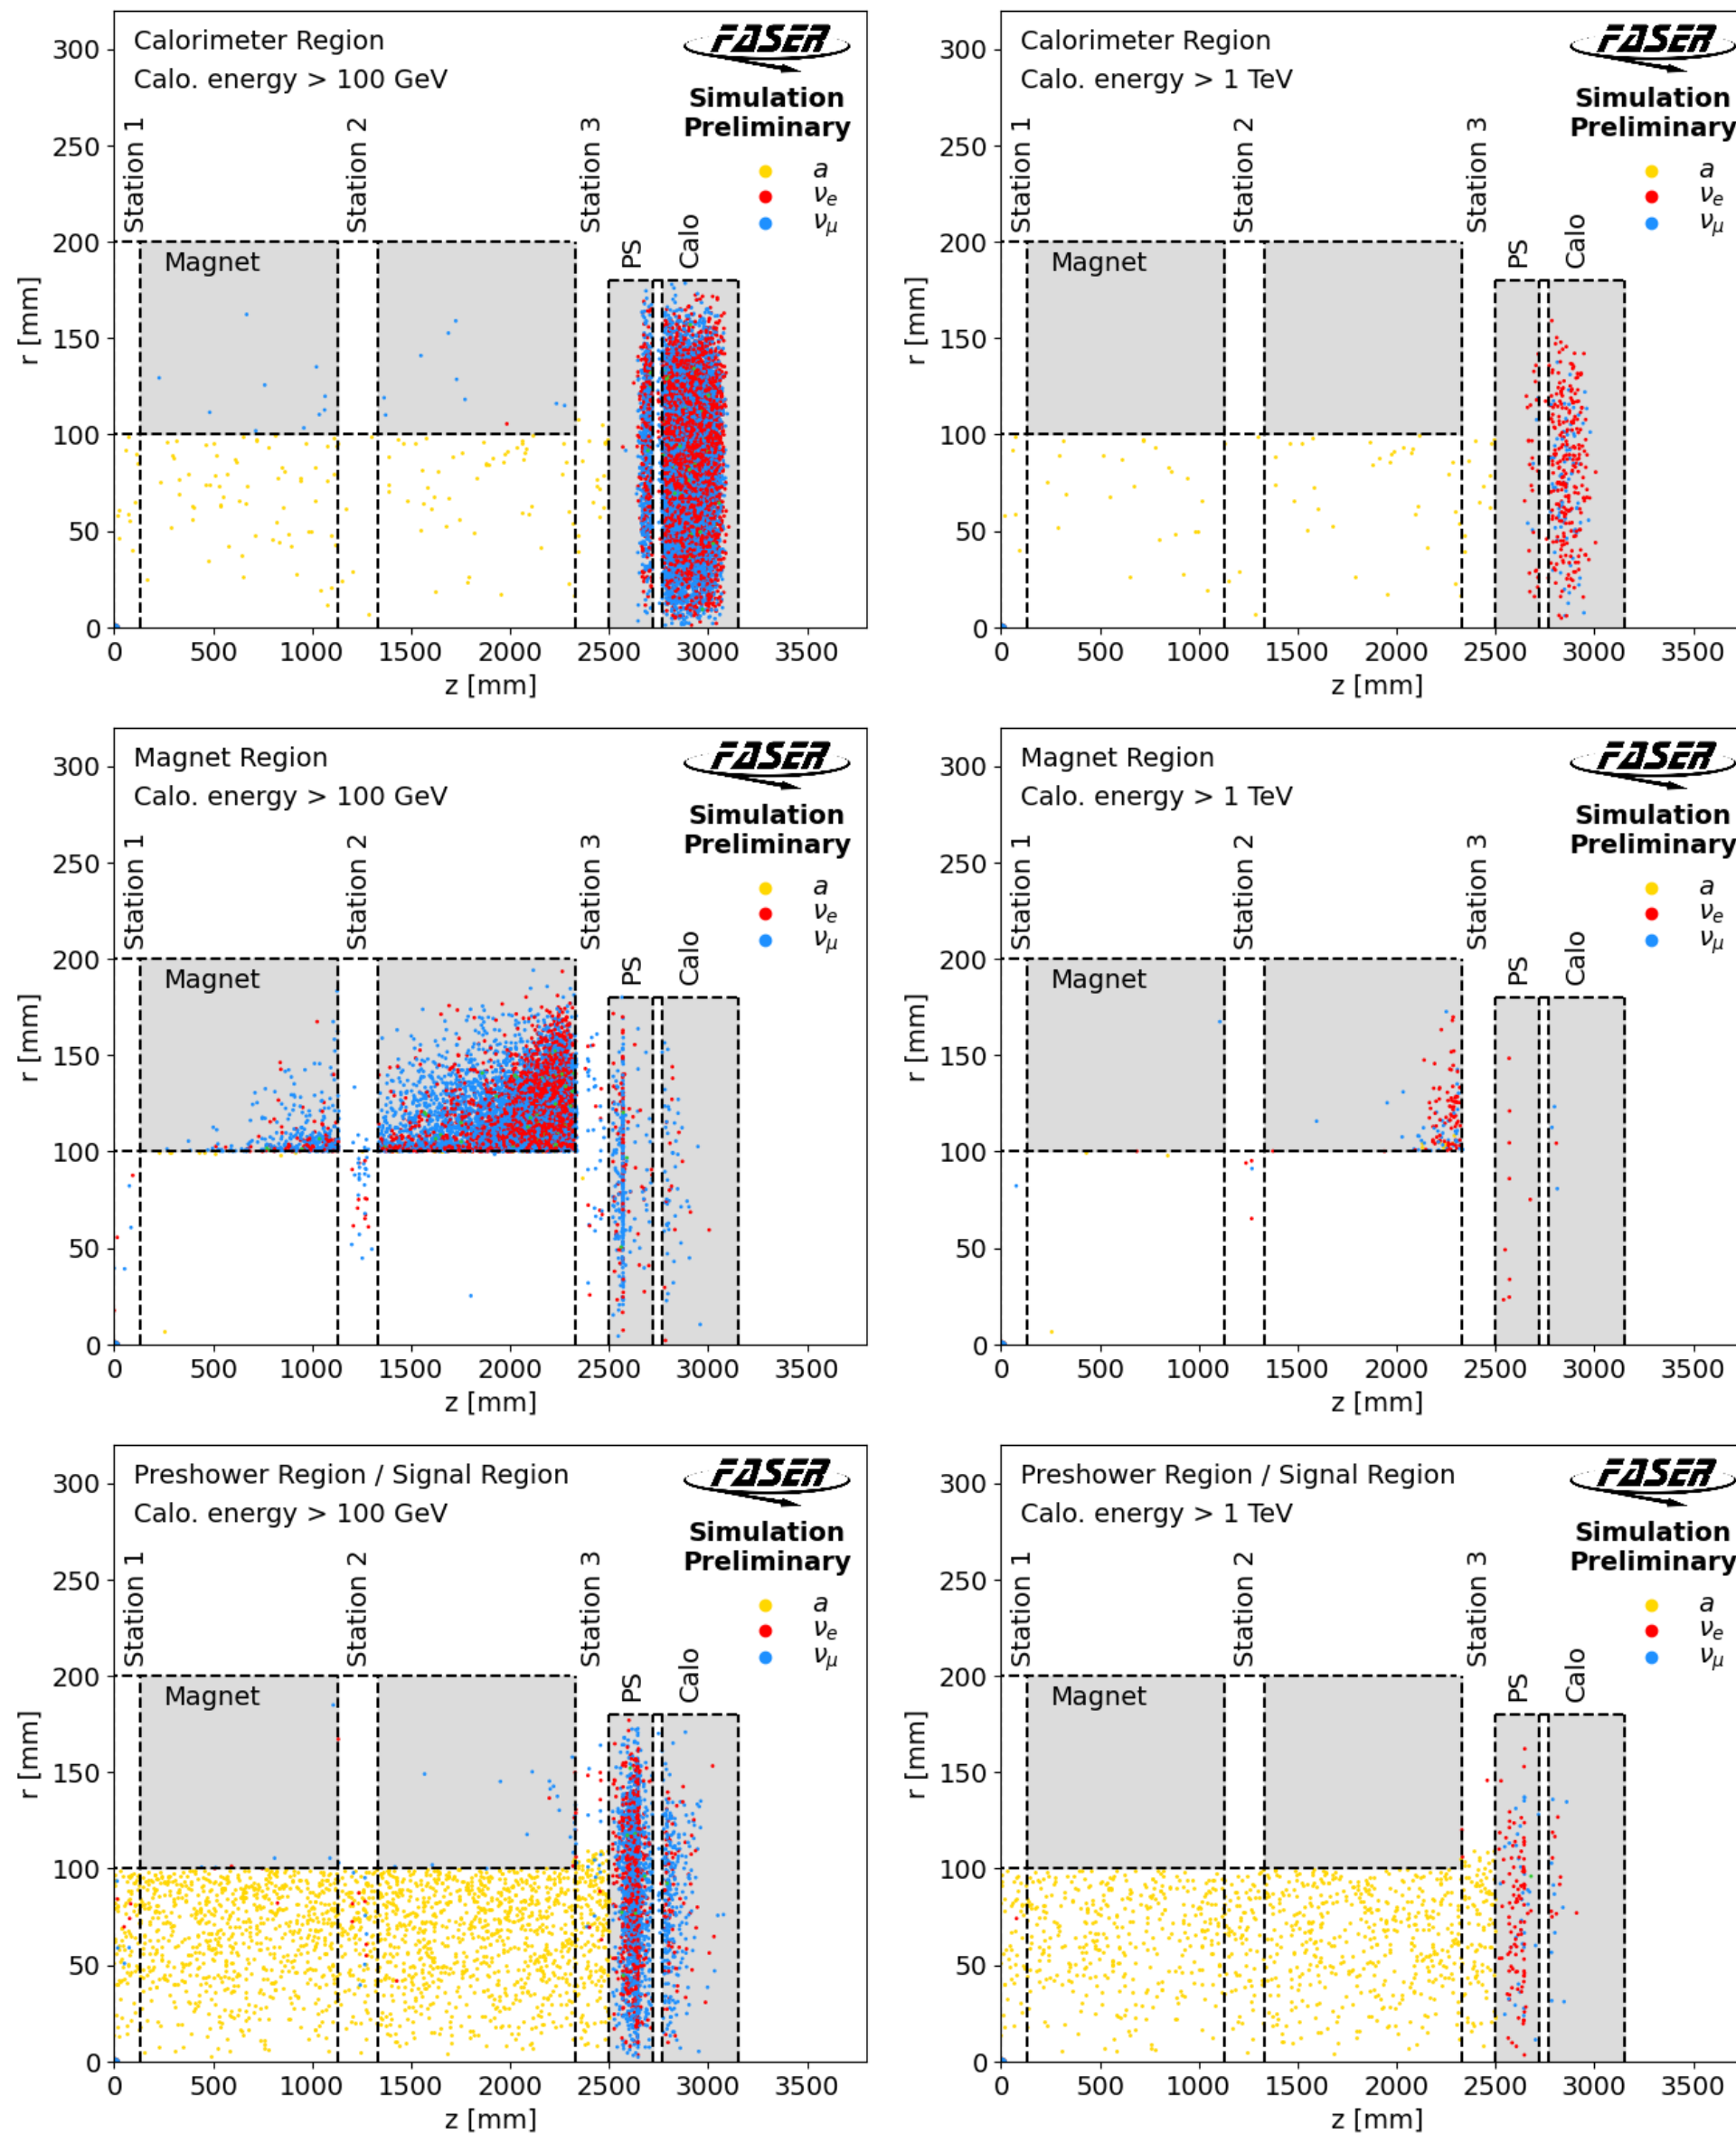 Calorimeter Region
Calo. energy > 100 GeV
FASER
Simulation
Preliminary
a
νe
νμ
Station 1
Station 2
Station 3
PS
Calo
Magnet
300
250
200
150
100
50
0
r [mm]
0 500 1000 1500 2000 2500 3000 3500
z [mm]
Calorimeter Region
Calo. energy > 1 TeV
FASER
Simulation
Preliminary
a
νe
νμ
Station 1
Station 2
Station 3
PS
Calo
Magnet
300
250
200
150
100
50
0
r [mm]
0 500 1000 1500 2000 2500 3000 3500
z [mm]
Magnet Region
Calo. energy > 100 GeV
FASER
Simulation
Preliminary
a
νe
νμ
Station 1
Station 2
Station 3
PS
Calo
Magnet
300
250
200
150
100
50
0
r [mm]
0 500 1000 1500 2000 2500 3000 3500
z [mm]
Magnet Region
Calo. energy > 1 TeV
FASER
Simulation
Preliminary
a
νe
νμ
Station 1
Station 2
Station 3
PS
Calo
Magnet
300
250
200
150
100
50
0
r [mm]
0 500 1000 1500 2000 2500 3000 3500
z [mm]
Preshower Region / Signal Region
Calo. energy > 100 GeV
FASER
Simulation
Preliminary
a
νe
νμ
Station 1
Station 2
Station 3
PS
Calo
Magnet
300
250
200
150
100
50
0
r [mm]
0 500 1000 1500 2000 2500 3000 3500
z [mm]
Preshower Region / Signal Region
Calo. energy > 1 TeV
FASER
Simulation
Preliminary
a
νe
νμ
Station 1
Station 2
Station 3
PS
Calo
Magnet
300
250
200
150
100
50
0
r [mm]
0 500 1000 1500 2000 2500 3000 3500
z [mm]